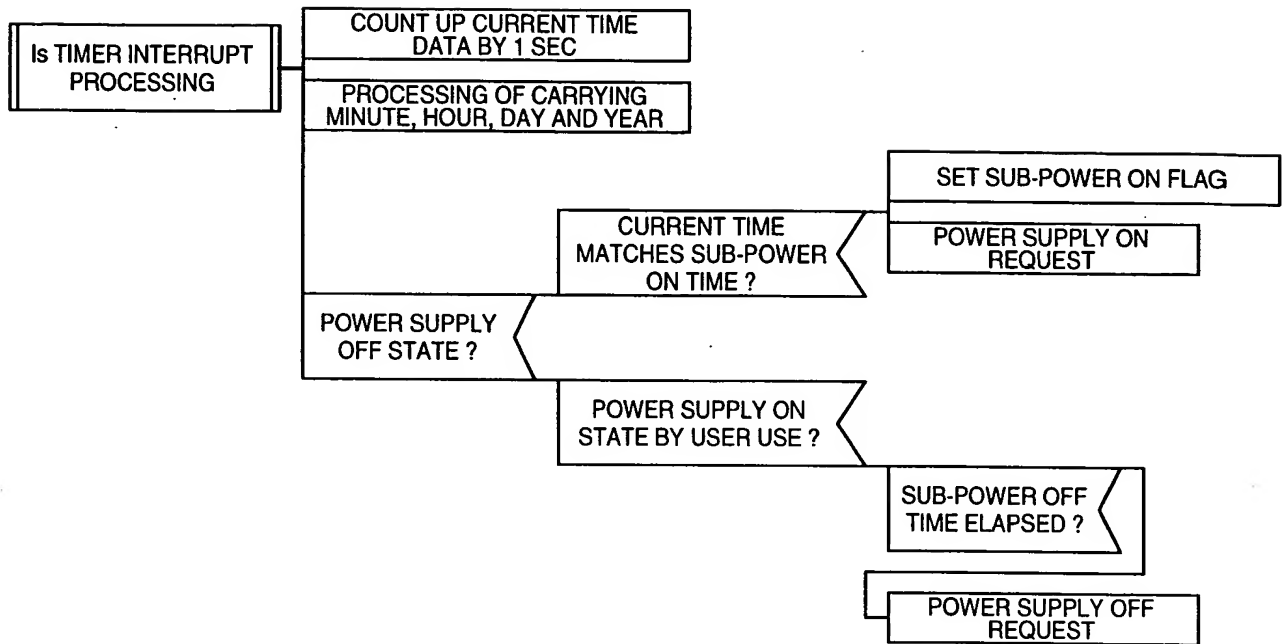 Is TIMER INTERRUPT
PROCESSING
COUNT UP CURRENT TIME
DATA BY 1 SEC
PROCESSING OF CARRYING
MINUTE, HOUR, DAY AND YEAR
SET SUB-POWER ON FLAG
CURRENT TIME
MATCHES SUB-POWER
ON TIME ?
POWER SUPPLY ON
REQUEST
POWER SUPPLY
OFF STATE ?
POWER SUPPLY ON
STATE BY USER USE ?
SUB-POWER OFF
TIME ELAPSED ?
POWER SUPPLY OFF
REQUEST